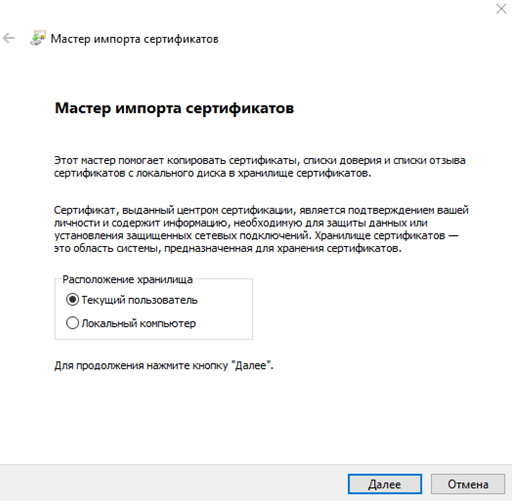 Мастер импорта сертификатов
Мастер импорта сертификатов
Этот мастер помогает копировать сертификаты, списки доверия и списки отзыва
сертификатов с локального диска в хранилище сертификатов.
Сертификат, выданный центром сертификации, является подтверждением вашей
личности и содержит информацию, необходимую для защиты данных или
установления защищенных сетевых подключений. Хранилище сертификатов —
это область системы, предназначенная для хранения сертификатов.
Расположение хранилища
Текущий пользователь
Локальный компьютер
Для продолжения нажмите кнопку "Далее".
Далее
Отмена